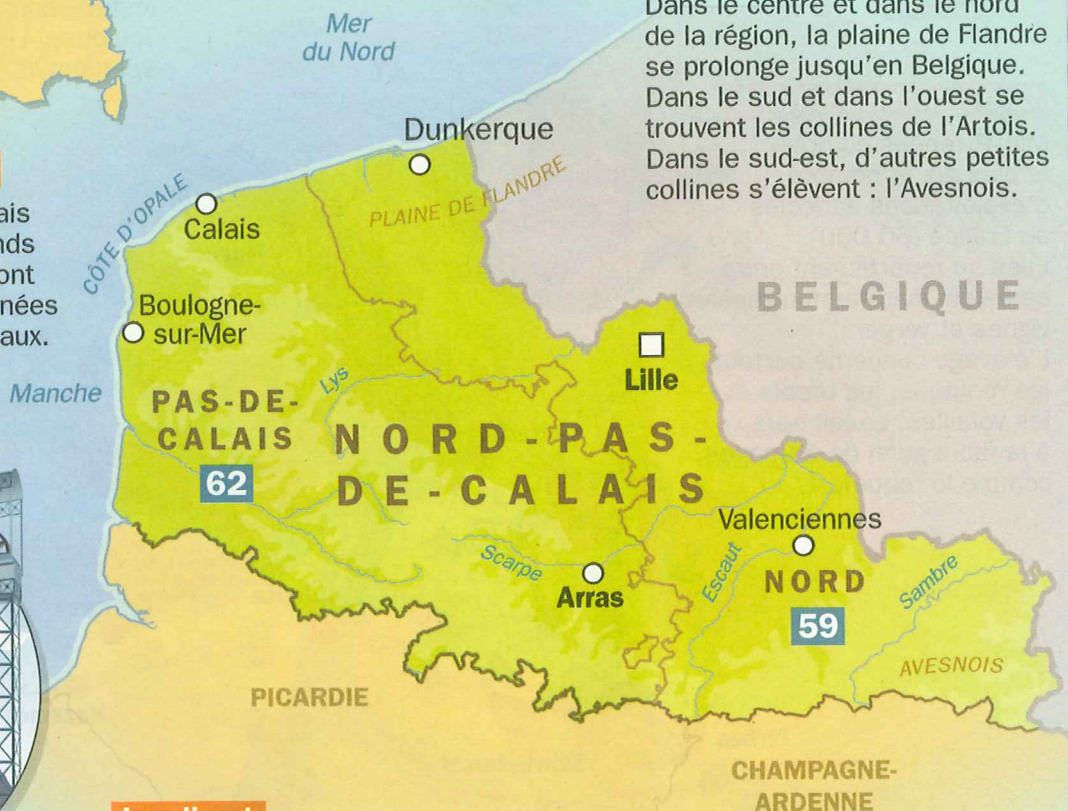 Mer
du Nord
Dans le centre et dans le nord
de la région, la plaine de Flandre
se prolonge jusqu'en Belgique.
Dans le sud et dans l'ouest se
trouvent les collines de l'Artois.
Dans le sud-est, d'autres petites
collines s'élèvent : l'Avesnois.
Dunkerque
PLAINE DE FLANDRE
CÔTE D'OPALE
Calais
ont
aux.
BELGIQUE
Boulogne-
sur-Mer
Manche
Lille
Lys
PAS-DE-
CALAIS
62
NORD-PAS-
DE-CALAIS
Valenciennes
Scarpe
Arras
Escaut
NORD
59
Sambre
AVESNOIS
PICARDIE
CHAMPAGNE-
ARDENNE